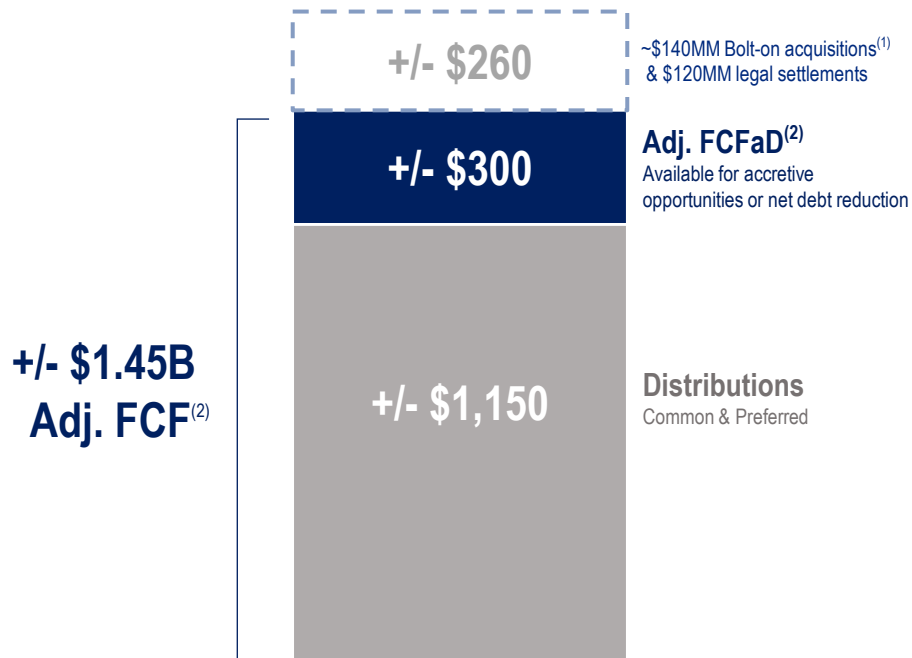 +/- $260
~$140MM Bolt-on acquisitions(1)
& $120MM legal settlements
+/- $300
Adj. FCFaD(2)
Available for accretive
opportunities or net debt reduction
+/- $1.45B
Adj. FCF(2)
+/- $1,150
Distributions
Common & Preferred